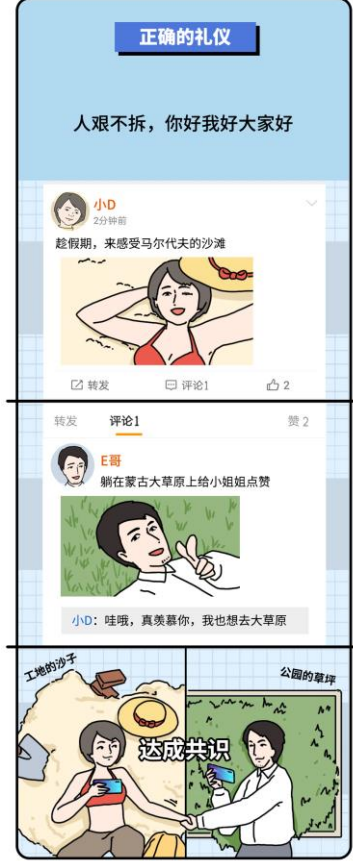 正确的礼仪
人艰不拆，你好我好大家好
小D
2分钟前
趁假期，来感受马尔代夫的沙滩
转发 评论1 2
转发 评论1 赞 2
E哥
躺在蒙古大草原上给小姐姐点赞
小D：哇哦，真羡慕你，我也想去大草原
工地的沙子
公园的草坪
达成共识